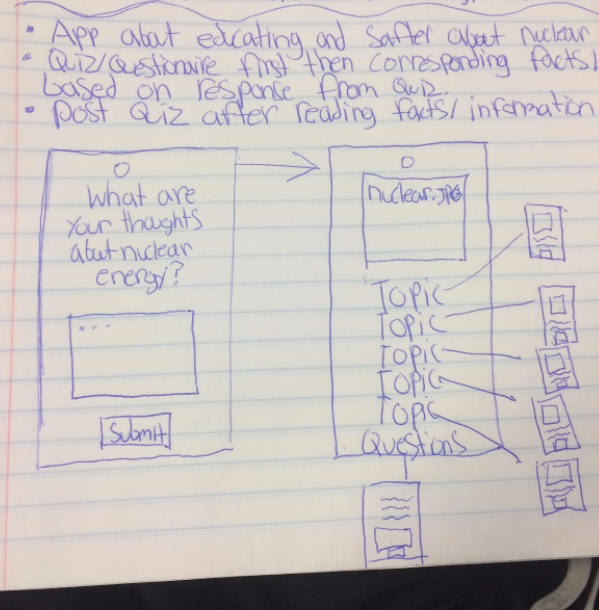 • App about educating and safter about nuclear
• Quiz/Questionaire first then corresponding facts/
based on response from Quiz.
• Post Quiz after reading facts/information
What are
your thoughts
about nuclear
energy?
...
Submit
nuclear.JPG
Topic
Topic
Topic
Topic
Topic
Questions